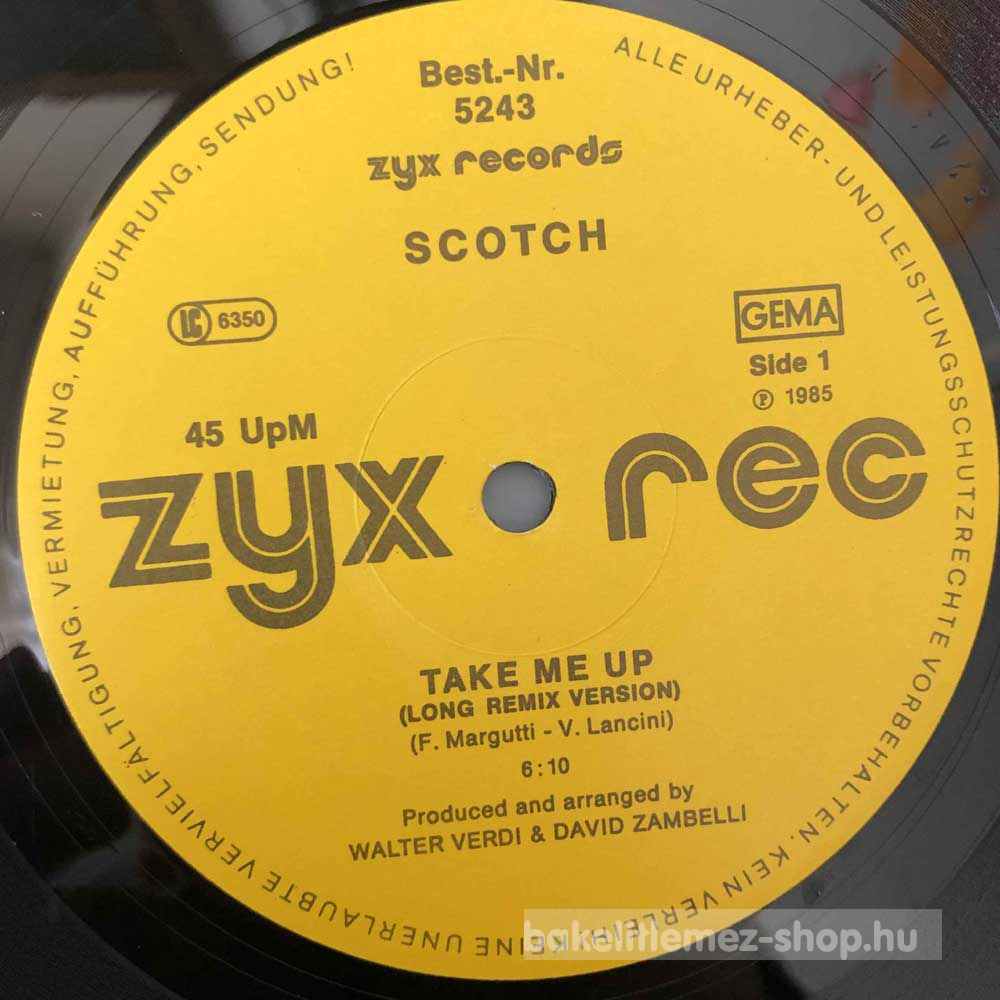 Best.-Nr.
5243
zyx records
SCOTCH
LC 6350
GEMA
Side 1
℗ 1985
45 UpM
zyx rec
TAKE ME UP
(LONG REMIX VERSION)
(F. Margutti - V. Lancini)
6:10
Produced and arranged by
WALTER VERDI & DAVID ZAMBELLI
ALLE URHEBER- UND LEISTUNGSSCHUTZRECHTE VORBEHALTEN. KEIN VERLEIH! KEINE UNERLAUBTE VERVIELFÄLTIGUNG, VERMIETUNG, AUFFÜHRUNG, SENDUNG!
bakelitlemez-shop.hu